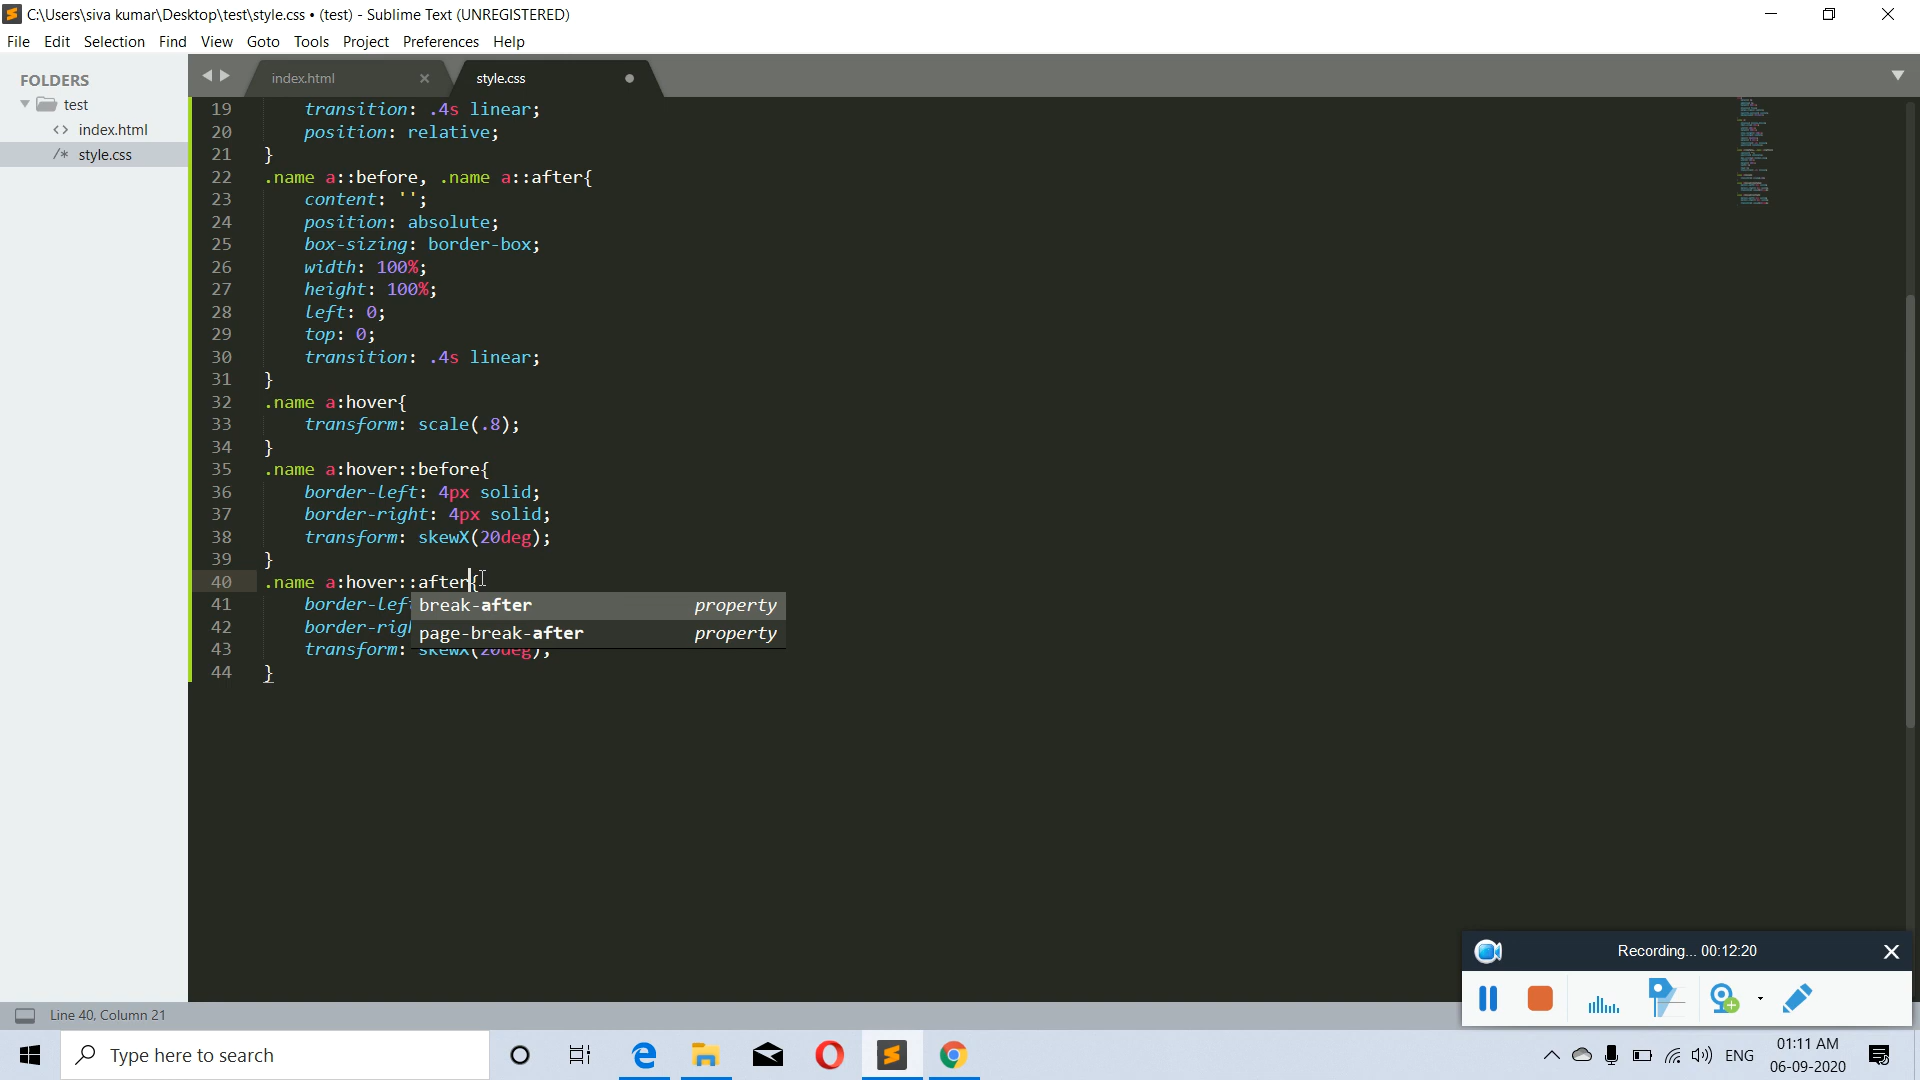 C:\Users\siva kumar\Desktop\test\style.css • (test) - Sublime Text (UNREGISTERED)
File Edit Selection Find View Goto Tools Project Preferences Help
FOLDERS
test
<> index.html
/* style.css
index.html
style.css
19 transition: .4s linear;
20 position: relative;
21 }
22 .name a::before, .name a::after{
23 content: '';
24 position: absolute;
25 box-sizing: border-box;
26 width: 100%;
27 height: 100%;
28 left: 0;
29 top: 0;
30 transition: .4s linear;
31 }
32 .name a:hover{
33 transform: scale(.8);
34 }
35 .name a:hover::before{
36 border-left: 4px solid;
37 border-right: 4px solid;
38 transform: skewX(20deg);
39 }
40 .name a:hover::after{
41 border-lef
42 border-righ
43 transform: skewX(20deg);
44 }
break-after property
page-break-after property
Recording... 00:12:20
Line 40, Column 21
Type here to search
ENG
01:11 AM
06-09-2020